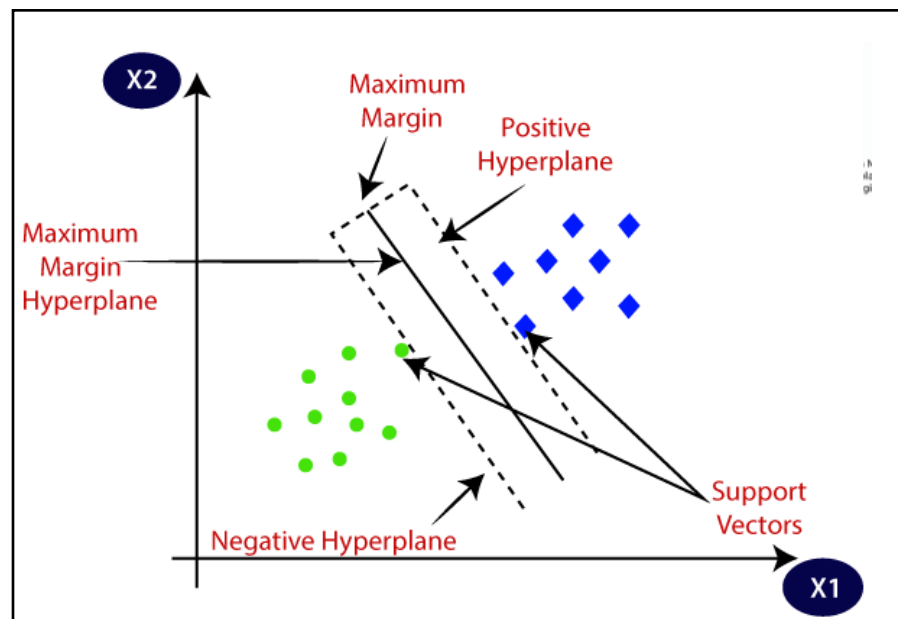 X2
Maximum
Margin
Positive
Hyperplane
Maximum
Margin
Hyperplane
Support
Vectors
Negative Hyperplane
X1